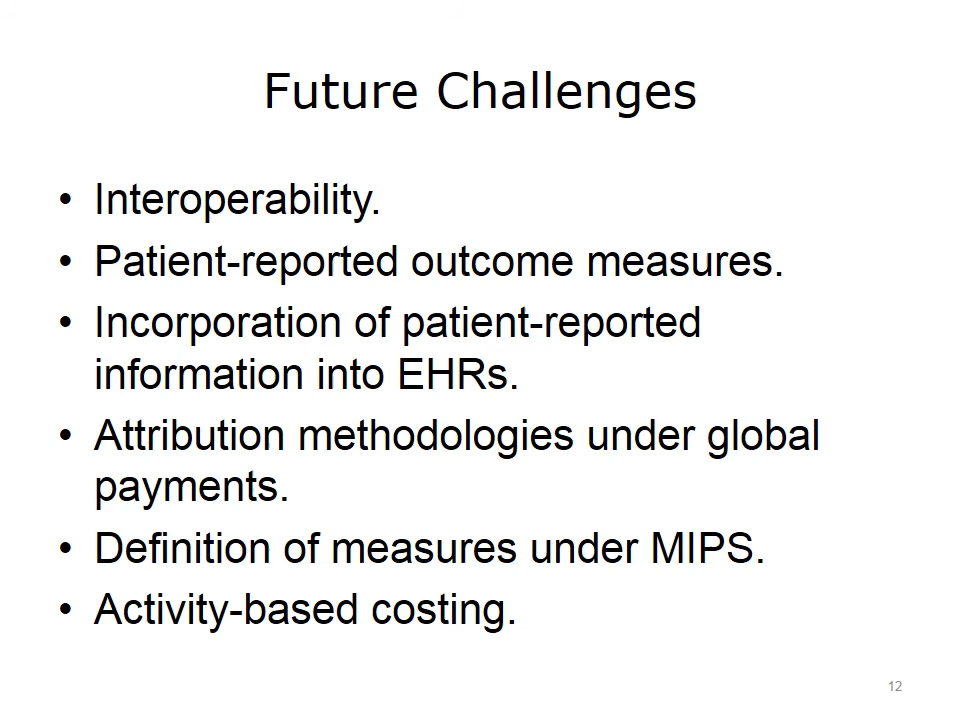 Future Challenges
• Interoperability.
• Patient-reported outcome measures.
• Incorporation of patient-reported
information into EHRs.
• Attribution methodologies under global
payments.
• Definition of measures under MIPS.
• Activity-based costing.
12